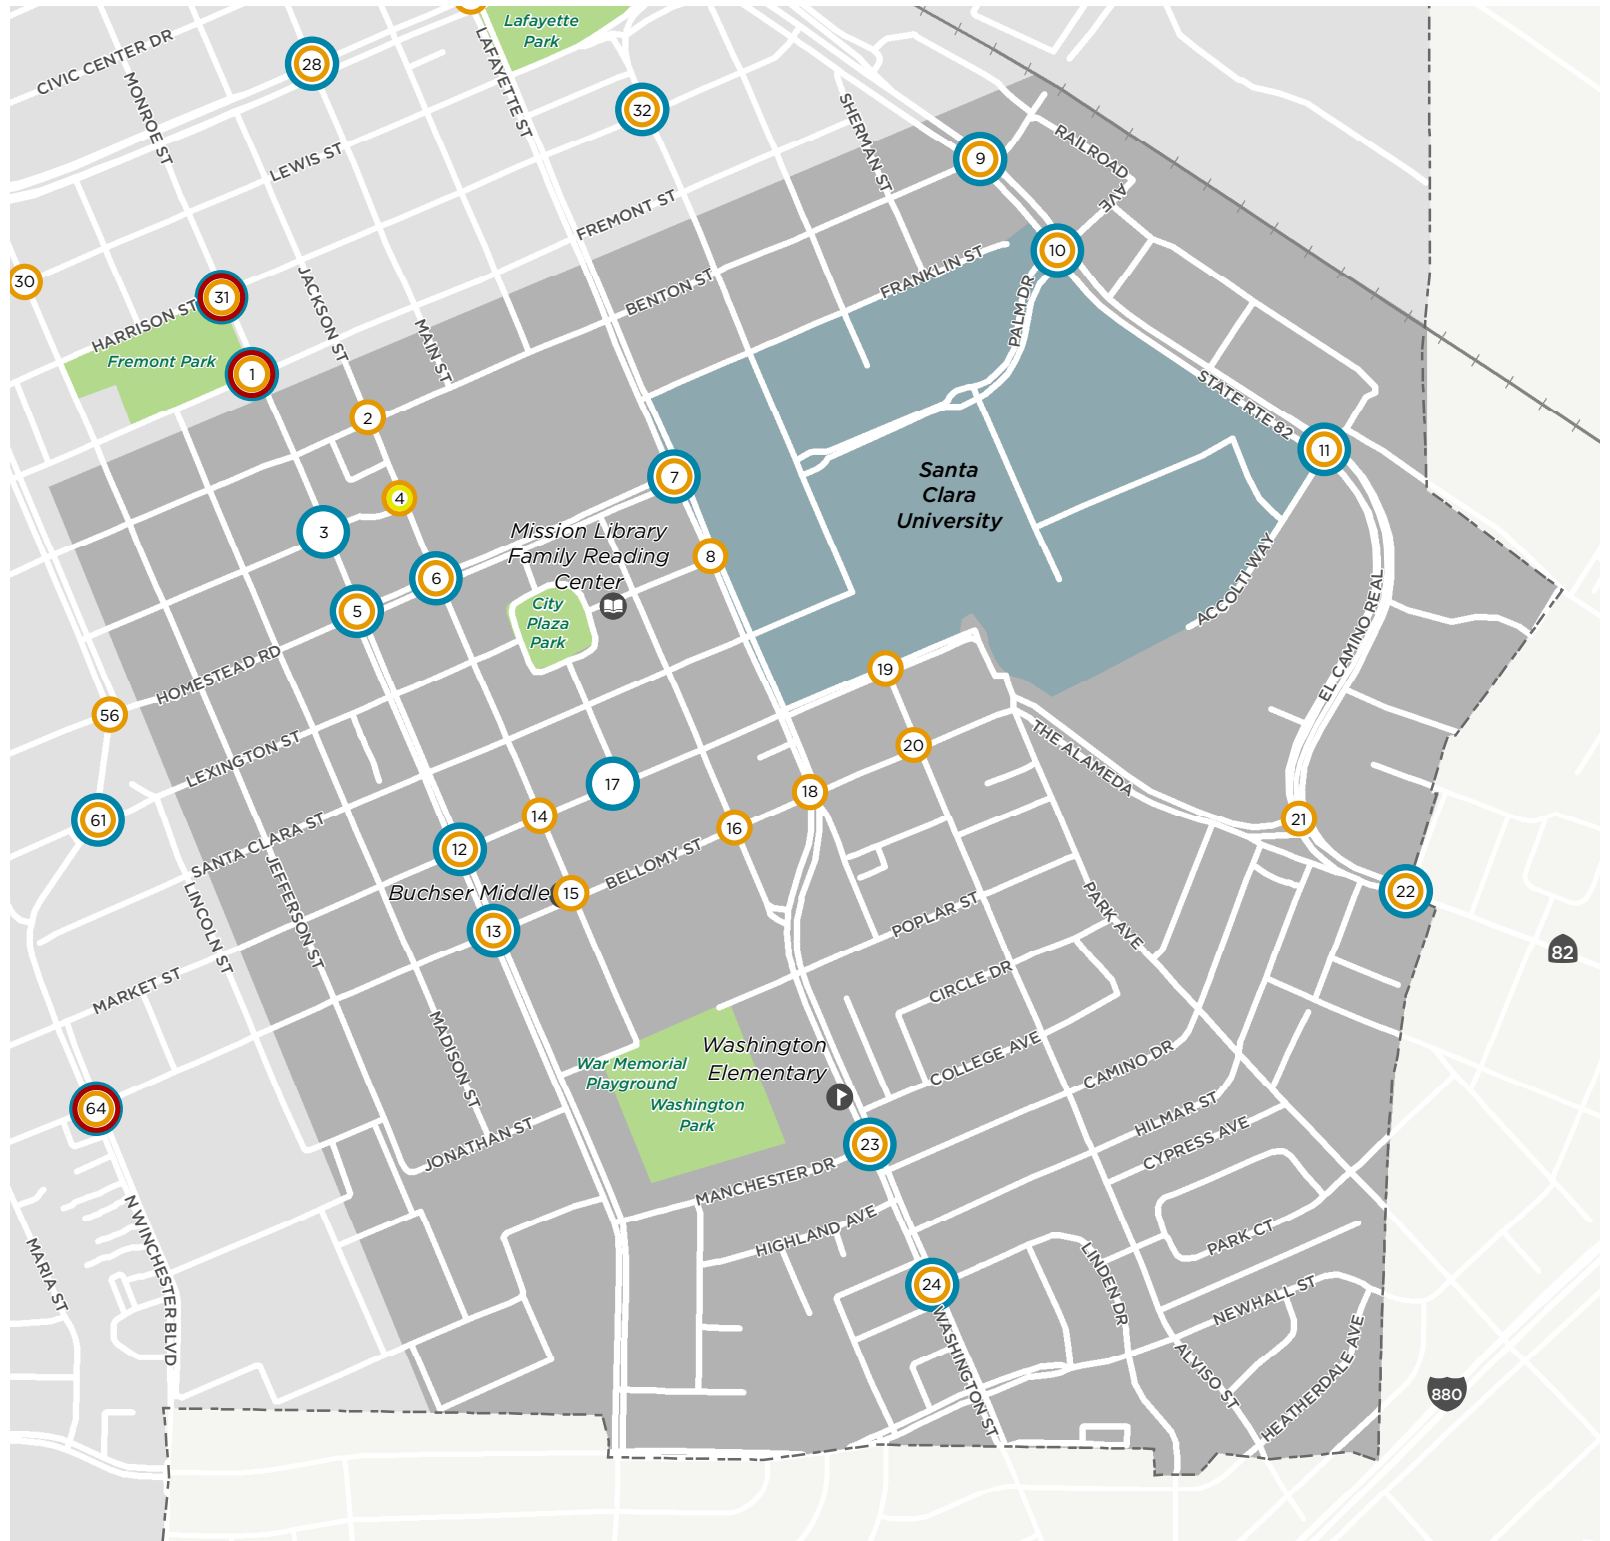 Lafayette
Park
CIVIC CENTER DR
28
MONROE ST
LAFAYETTE ST
32
SHERMAN ST
LEWIS ST
9
RAILROAD
AVE
FREMONT ST
10
30
31
HARRISON ST
Fremont Park
1
JACKSON ST
MAIN ST
BENTON ST
FRANKLIN ST
PALM DR
2
STATE RTE 82
11
4
3
7
Santa
Clara
University
Mission Library
Family Reading
Center
8
6
5
City
Plaza
Park
ACCOLTI WAY
EL CAMINO REAL
HOMESTEAD RD
19
56
20
THE ALAMEDA
LEXINGTON ST
17
18
61
14
16
21
SANTA CLARA ST
12
BELLOMY ST
Buchser Middle
15
22
13
LINCOLN ST
JEFFERSON ST
POPLAR ST
PARK AVE
82
MARKET ST
CIRCLE DR
MADISON ST
Washington
Elementary
War Memorial
Playground
COLLEGE AVE
CAMINO DR
64
Washington
Park
HILMAR ST
23
CYPRESS AVE
JONATHAN ST
MANCHESTER DR
N WINCHESTER BLVD
HIGHLAND AVE
PARK CT
MARIA ST
LINDEN DR
24
NEWHALL ST
WASHINGTON ST
ALVISO ST
HEATHERDALE AVE
880